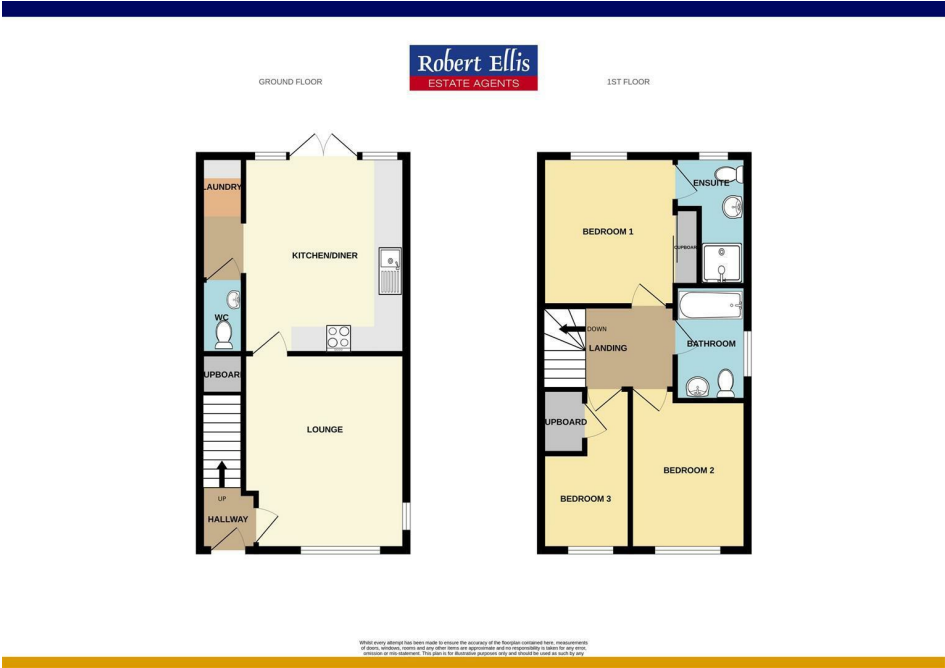 Robert Ellis
ESTATE AGENTS
GROUND FLOOR
1ST FLOOR
LAUNDRY
KITCHEN/DINER
WC
UPBOAR
LOUNGE
UP
HALLWAY
ENSUITE
BEDROOM 1
CUPBOAR
DOWN
LANDING
BATHROOM
UPBOARD
BEDROOM 2
BEDROOM 3
Whilst every attempt has been made to ensure the accuracy of the floorplan contained here, measurements
of doors, windows, rooms and any other items are approximate and no responsibility is taken for any error,
omission or mis-statement. This plan is for illustrative purposes only and should be used as such by any